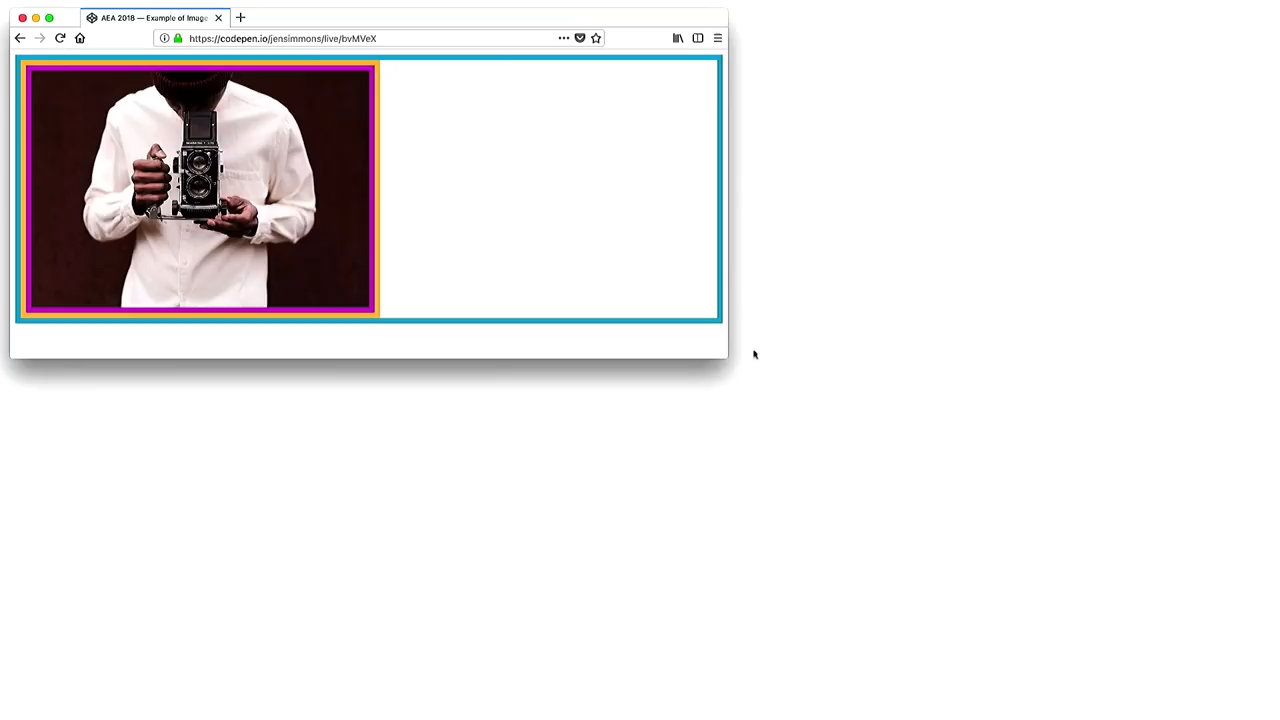 AEA 2018 — Example of Image
https://codepen.io/jensimmons/live/bvMVeX